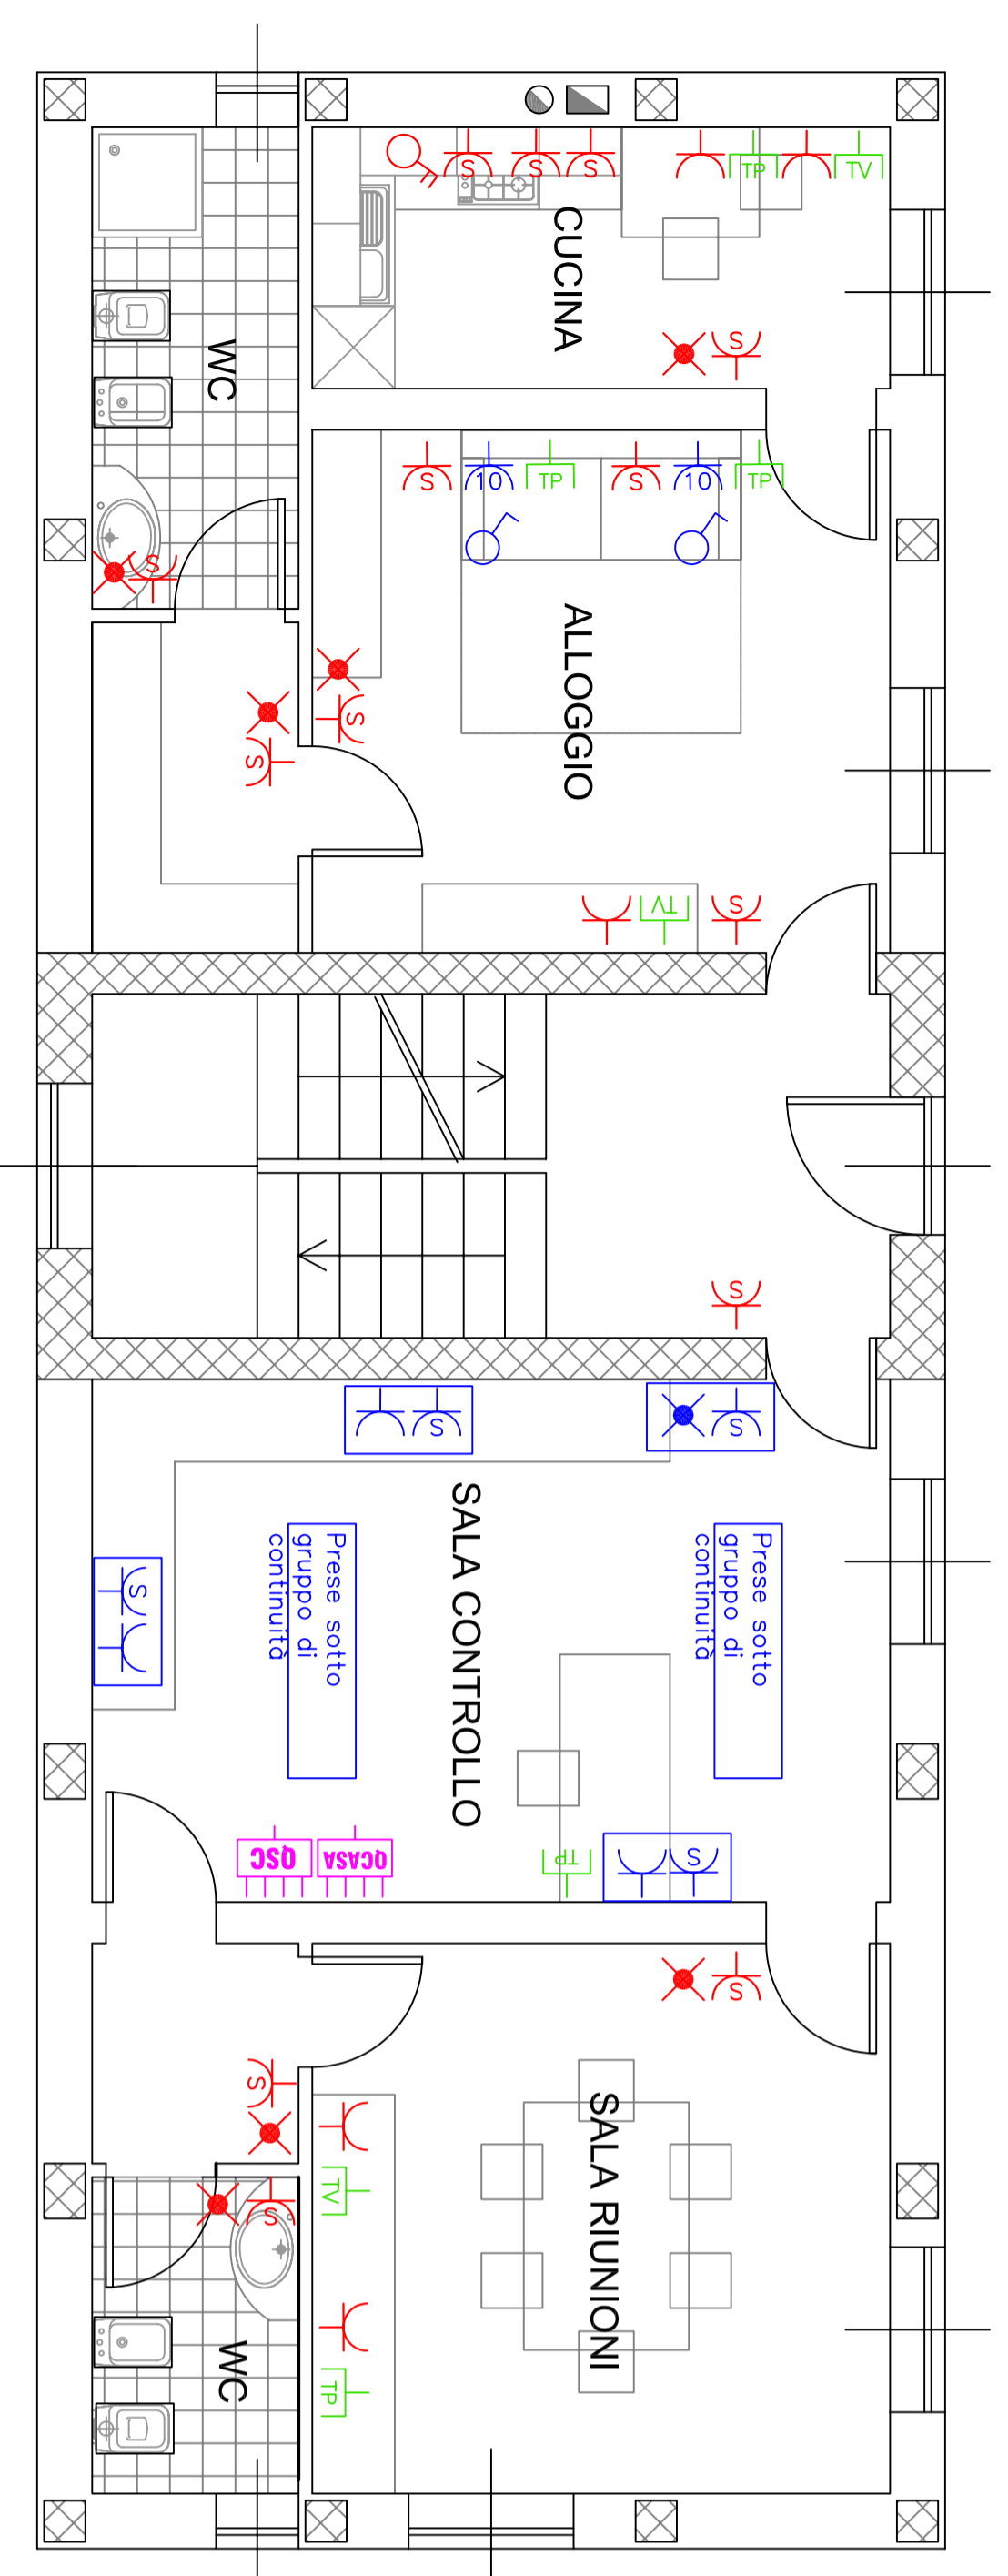 S
S
S
TP
TV
CUCINA
WC
S
S
10
TP
S
10
TP
S
ALLOGGIO
S
S
TV
S
S
S
S
SALA CONTROLLO
Prese sotto
gruppo di
continuità
Prese sotto
gruppo di
continuità
S
QSC
QCASA
TP
S
S
SALA RIUNIONI
S
S
TV
TP
WC